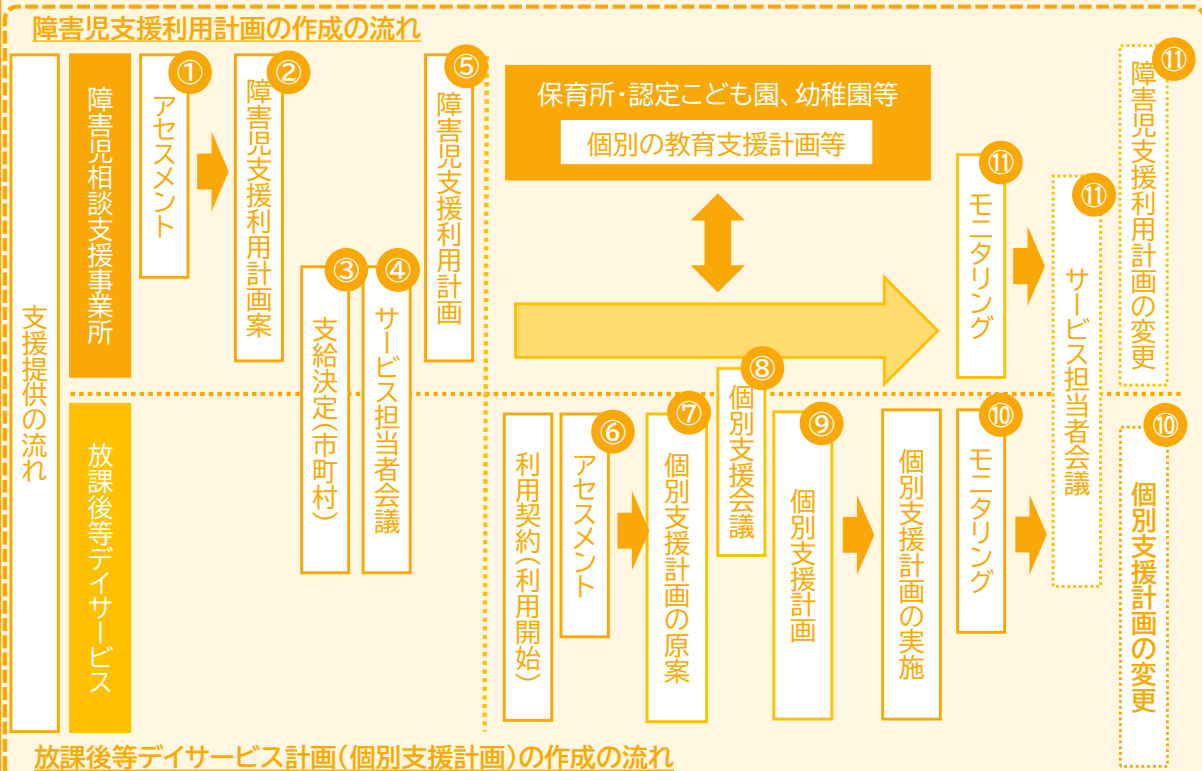 障害児支援利用計画の作成の流れ
支援提供の流れ
障害児相談支援事業所
①
アセスメント
②
障害児支援利用計画案
③
支給決定(市町村)
④
サービス担当者会議
⑤
障害児支援利用計画
保育所・認定こども園、幼稚園等
個別の教育支援計画等
⑪
モニタリング
⑪
サービス担当者会議
⑪
障害児支援利用計画の変更
放課後等デイサービス
利用契約(利用開始)
⑥
アセスメント
⑦
個別支援計画の原案
⑧
個別支援会議
⑨
個別支援計画
個別支援計画の実施
⑩
モニタリング
⑩
個別支援計画の変更
放課後等デイサービス計画(個別支援計画)の作成の流れ